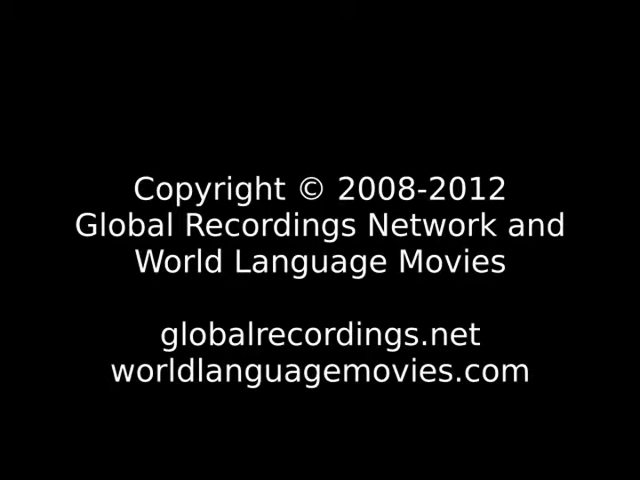 Copyright © 2008-2012
Global Recordings Network and
World Language Movies
globalrecordings.net
worldlanguagemovies.com